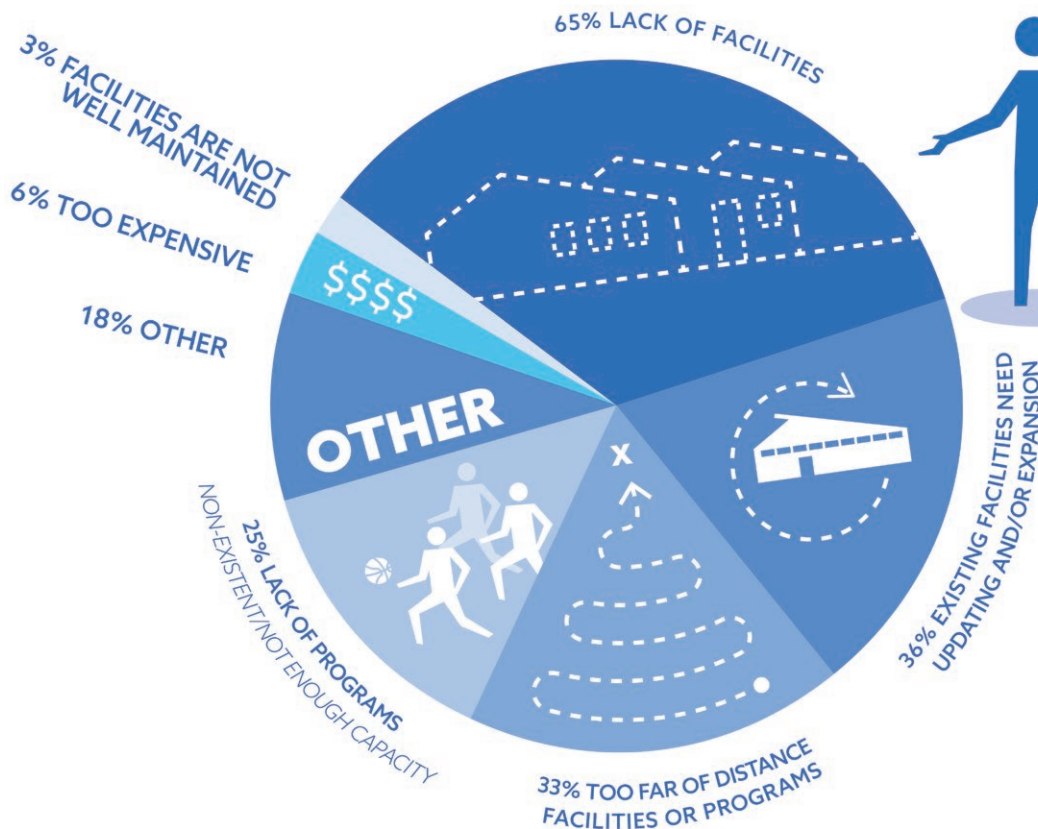 65% LACK OF FACILITIES
3% FACILITIES ARE NOT
WELL MAINTAINED
6% TOO EXPENSIVE
$$$$
18% OTHER
OTHER
X
36% EXISTING FACILITIES NEED
UPDATING AND/OR EXPANSION
25% LACK OF PROGRAMS
NON-EXISTENT/NOT ENOUGH CAPACITY
33% TOO FAR OF DISTANCE
FACILITIES OR PROGRAMS